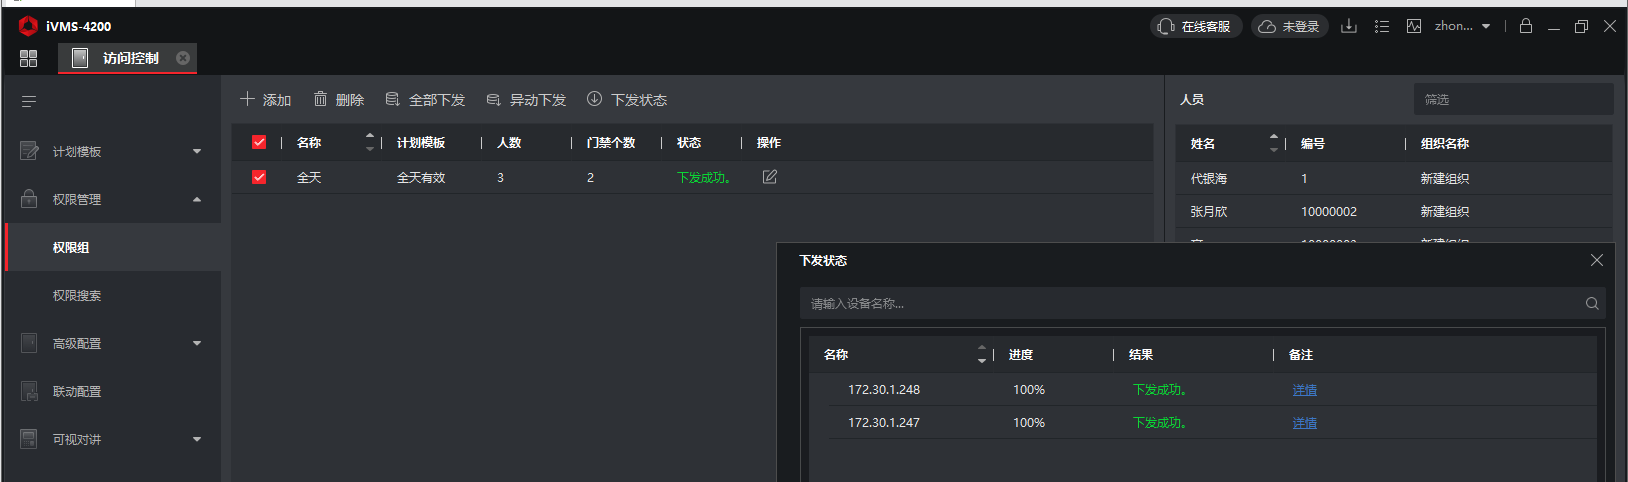 iVMS-4200
在线客服
未登录
zhon...
访问控制
添加 删除 全部下发 异动下发 下发状态
人员
筛选
计划模板
权限管理
权限组
权限搜索
高级配置
联动配置
可视对讲
名称 计划模板 人数 门禁个数 状态 操作
全天 全天有效 3 2 下发成功。
姓名 编号 组织名称
代银海 1 新建组织
张月欣 10000002 新建组织
下发状态
请输入设备名称...
名称 进度 结果 备注
172.30.1.248 100% 下发成功。 详情
172.30.1.247 100% 下发成功。 详情